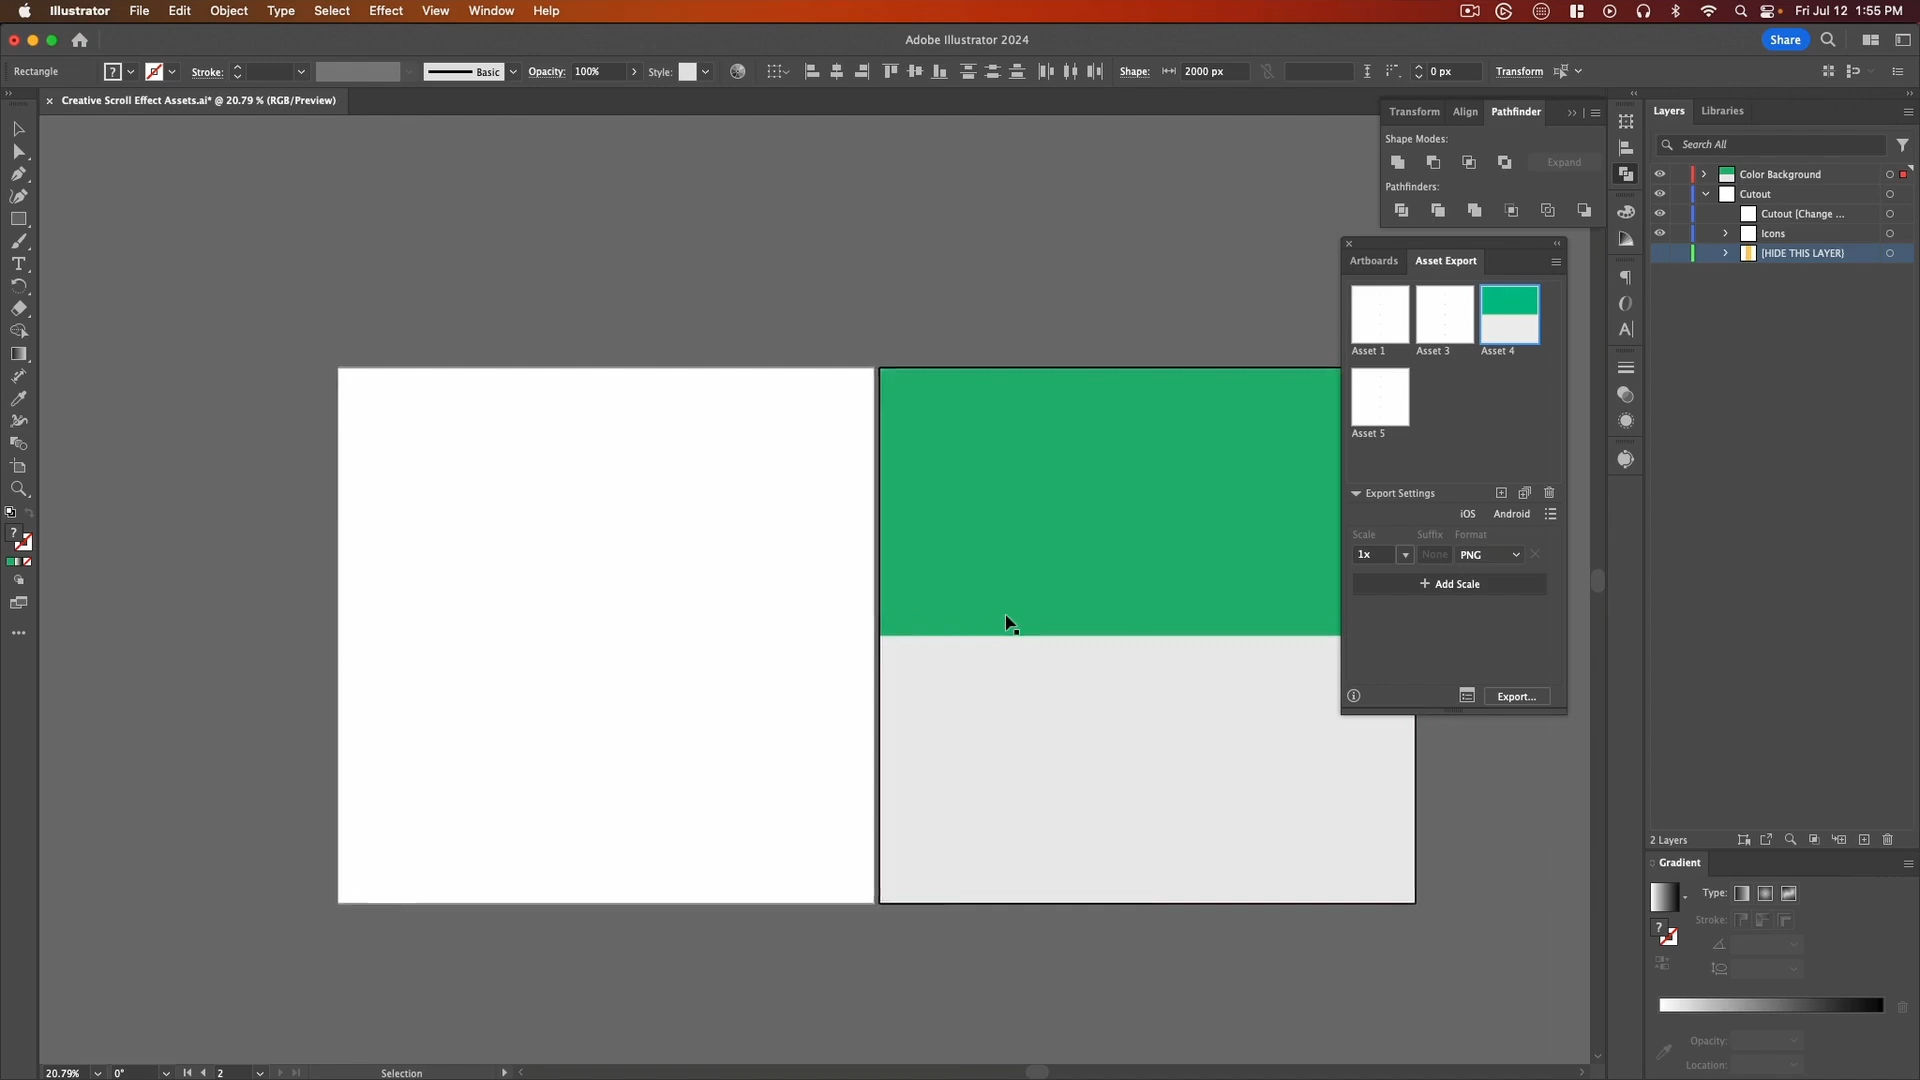 Illustrator File Edit Object Type Select Effect View Window Help
Fri Jul 12 1:55 PM
Adobe Illustrator 2024
Share
Rectangle
Stroke:
Basic
Opacity: 100%
Style:
Shape: 2000 px
0 px
Transform
× Creative Scroll Effect Assets.ai* @ 20.79 % (RGB/Preview)
Transform Align Pathfinder
Shape Modes:
Expand
Pathfinders:
Artboards Asset Export
Asset 1 Asset 3 Asset 4
Asset 5
Export Settings
iOS Android
Scale Suffix Format
1x None PNG
+ Add Scale
Export...
Layers Libraries
Search All
Color Background
Cutout
Cutout [Change ...
Icons
[HIDE THIS LAYER]
2 Layers
Gradient
Type:
Stroke:
Opacity:
Location:
20.79% 0° 2 Selection